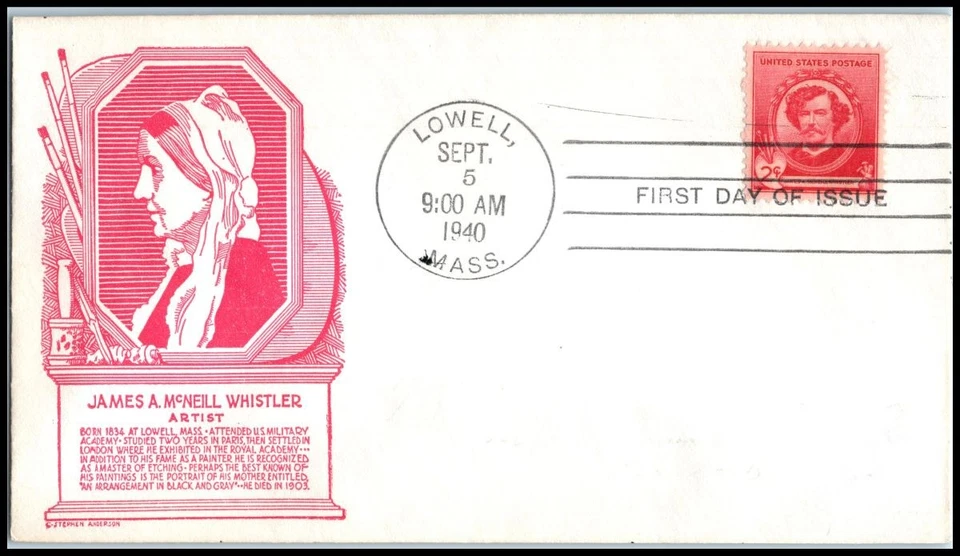 UNITED STATES POSTAGE
2¢
LOWELL,
SEPT.
5
9:00 AM
1940
MASS.
FIRST DAY OF ISSUE
JAMES A. McNEILL WHISTLER
ARTIST
BORN 1834 AT LOWELL, MASS. · ATTENDED U.S. MILITARY
ACADEMY · STUDIED TWO YEARS IN PARIS, THEN SETTLED IN
LONDON WHERE HE EXHIBITED IN THE ROYAL ACADEMY ···
IN ADDITION TO HIS FAME AS A PAINTER HE IS RECOGNIZED
AS A MASTER OF ETCHING · PERHAPS THE BEST KNOWN OF
HIS PAINTINGS IS THE PORTRAIT OF HIS MOTHER ENTITLED,
"AN ARRANGEMENT IN BLACK AND GRAY" ·· HE DIED IN 1903.
©-STEPHEN ANDERSON